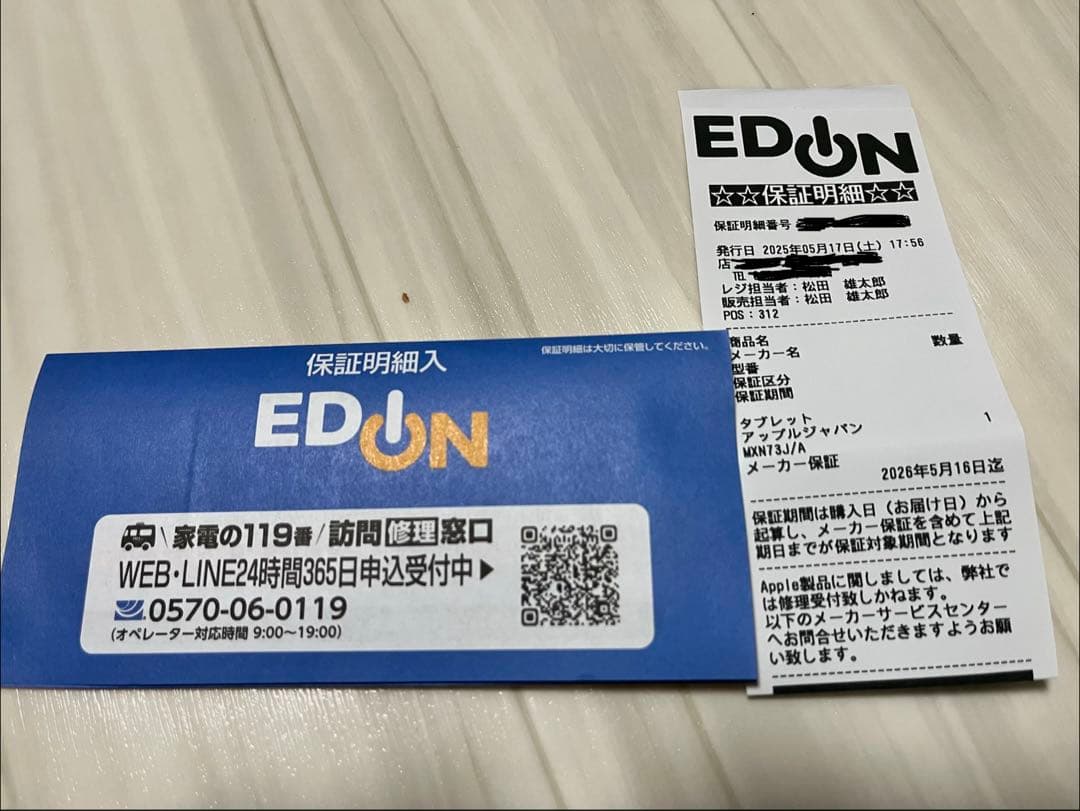 保証明細入
保証明細は大切に保管してください。
EDION
\家電の119番/訪問修理窓口
WEB・LINE24時間365日申込受付中▶
0570-06-0119
(オペレーター対応時間 9:00〜19:00)
EDION
☆☆保証明細☆☆
保証明細番号
発行日 2025年05月17日(土) 17:56
店
TEL
レジ担当者:松田 雄太郎
販売担当者:松田 雄太郎
POS:312
商品名 数量
メーカー名
型番
保証区分
保証期間
タブレット 1
アップルジャパン
MXN73J/A
メーカー保証
2026年5月16日迄
保証期間は購入日(お届け日)から
起算し、メーカー保証を含めて上記
期日までが保証対象期間となります
Apple製品に関しましては、弊社で
は修理受付致しかねます。
以下のメーカーサービスセンター
へお問合せいただきますようお願
い致します。